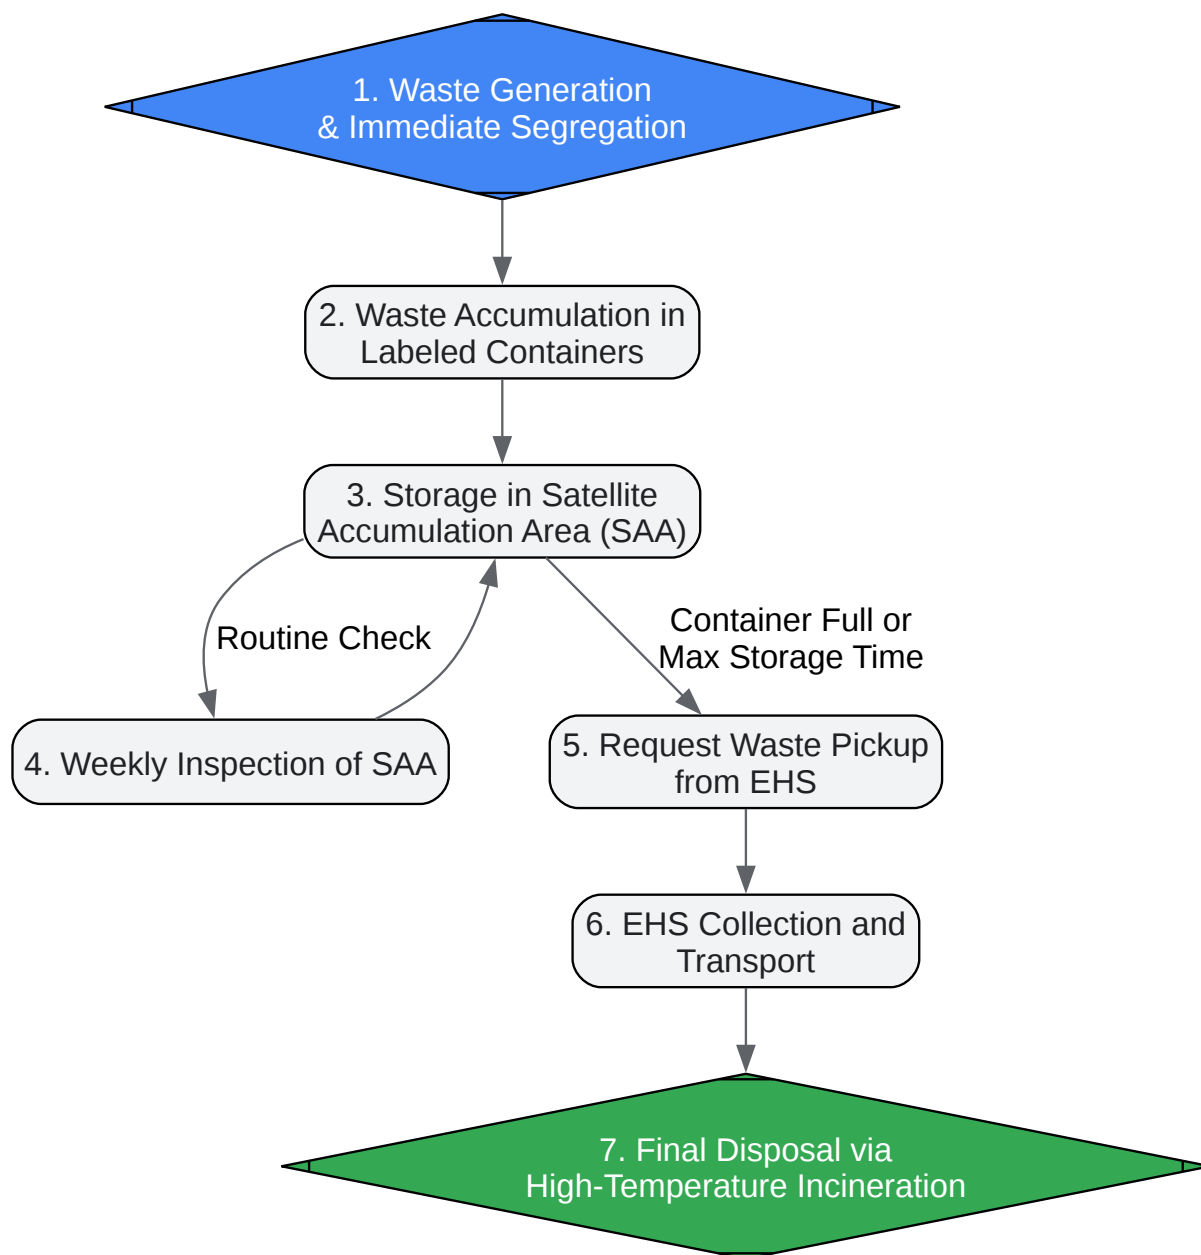 1. Waste Generation
& Immediate Segregation
2. Waste Accumulation in
Labeled Containers
3. Storage in Satellite
Accumulation Area (SAA)
Routine Check
Container Full or
Max Storage Time
4. Weekly Inspection of SAA
5. Request Waste Pickup
from EHS
6. EHS Collection and
Transport
7. Final Disposal via
High-Temperature Incineration